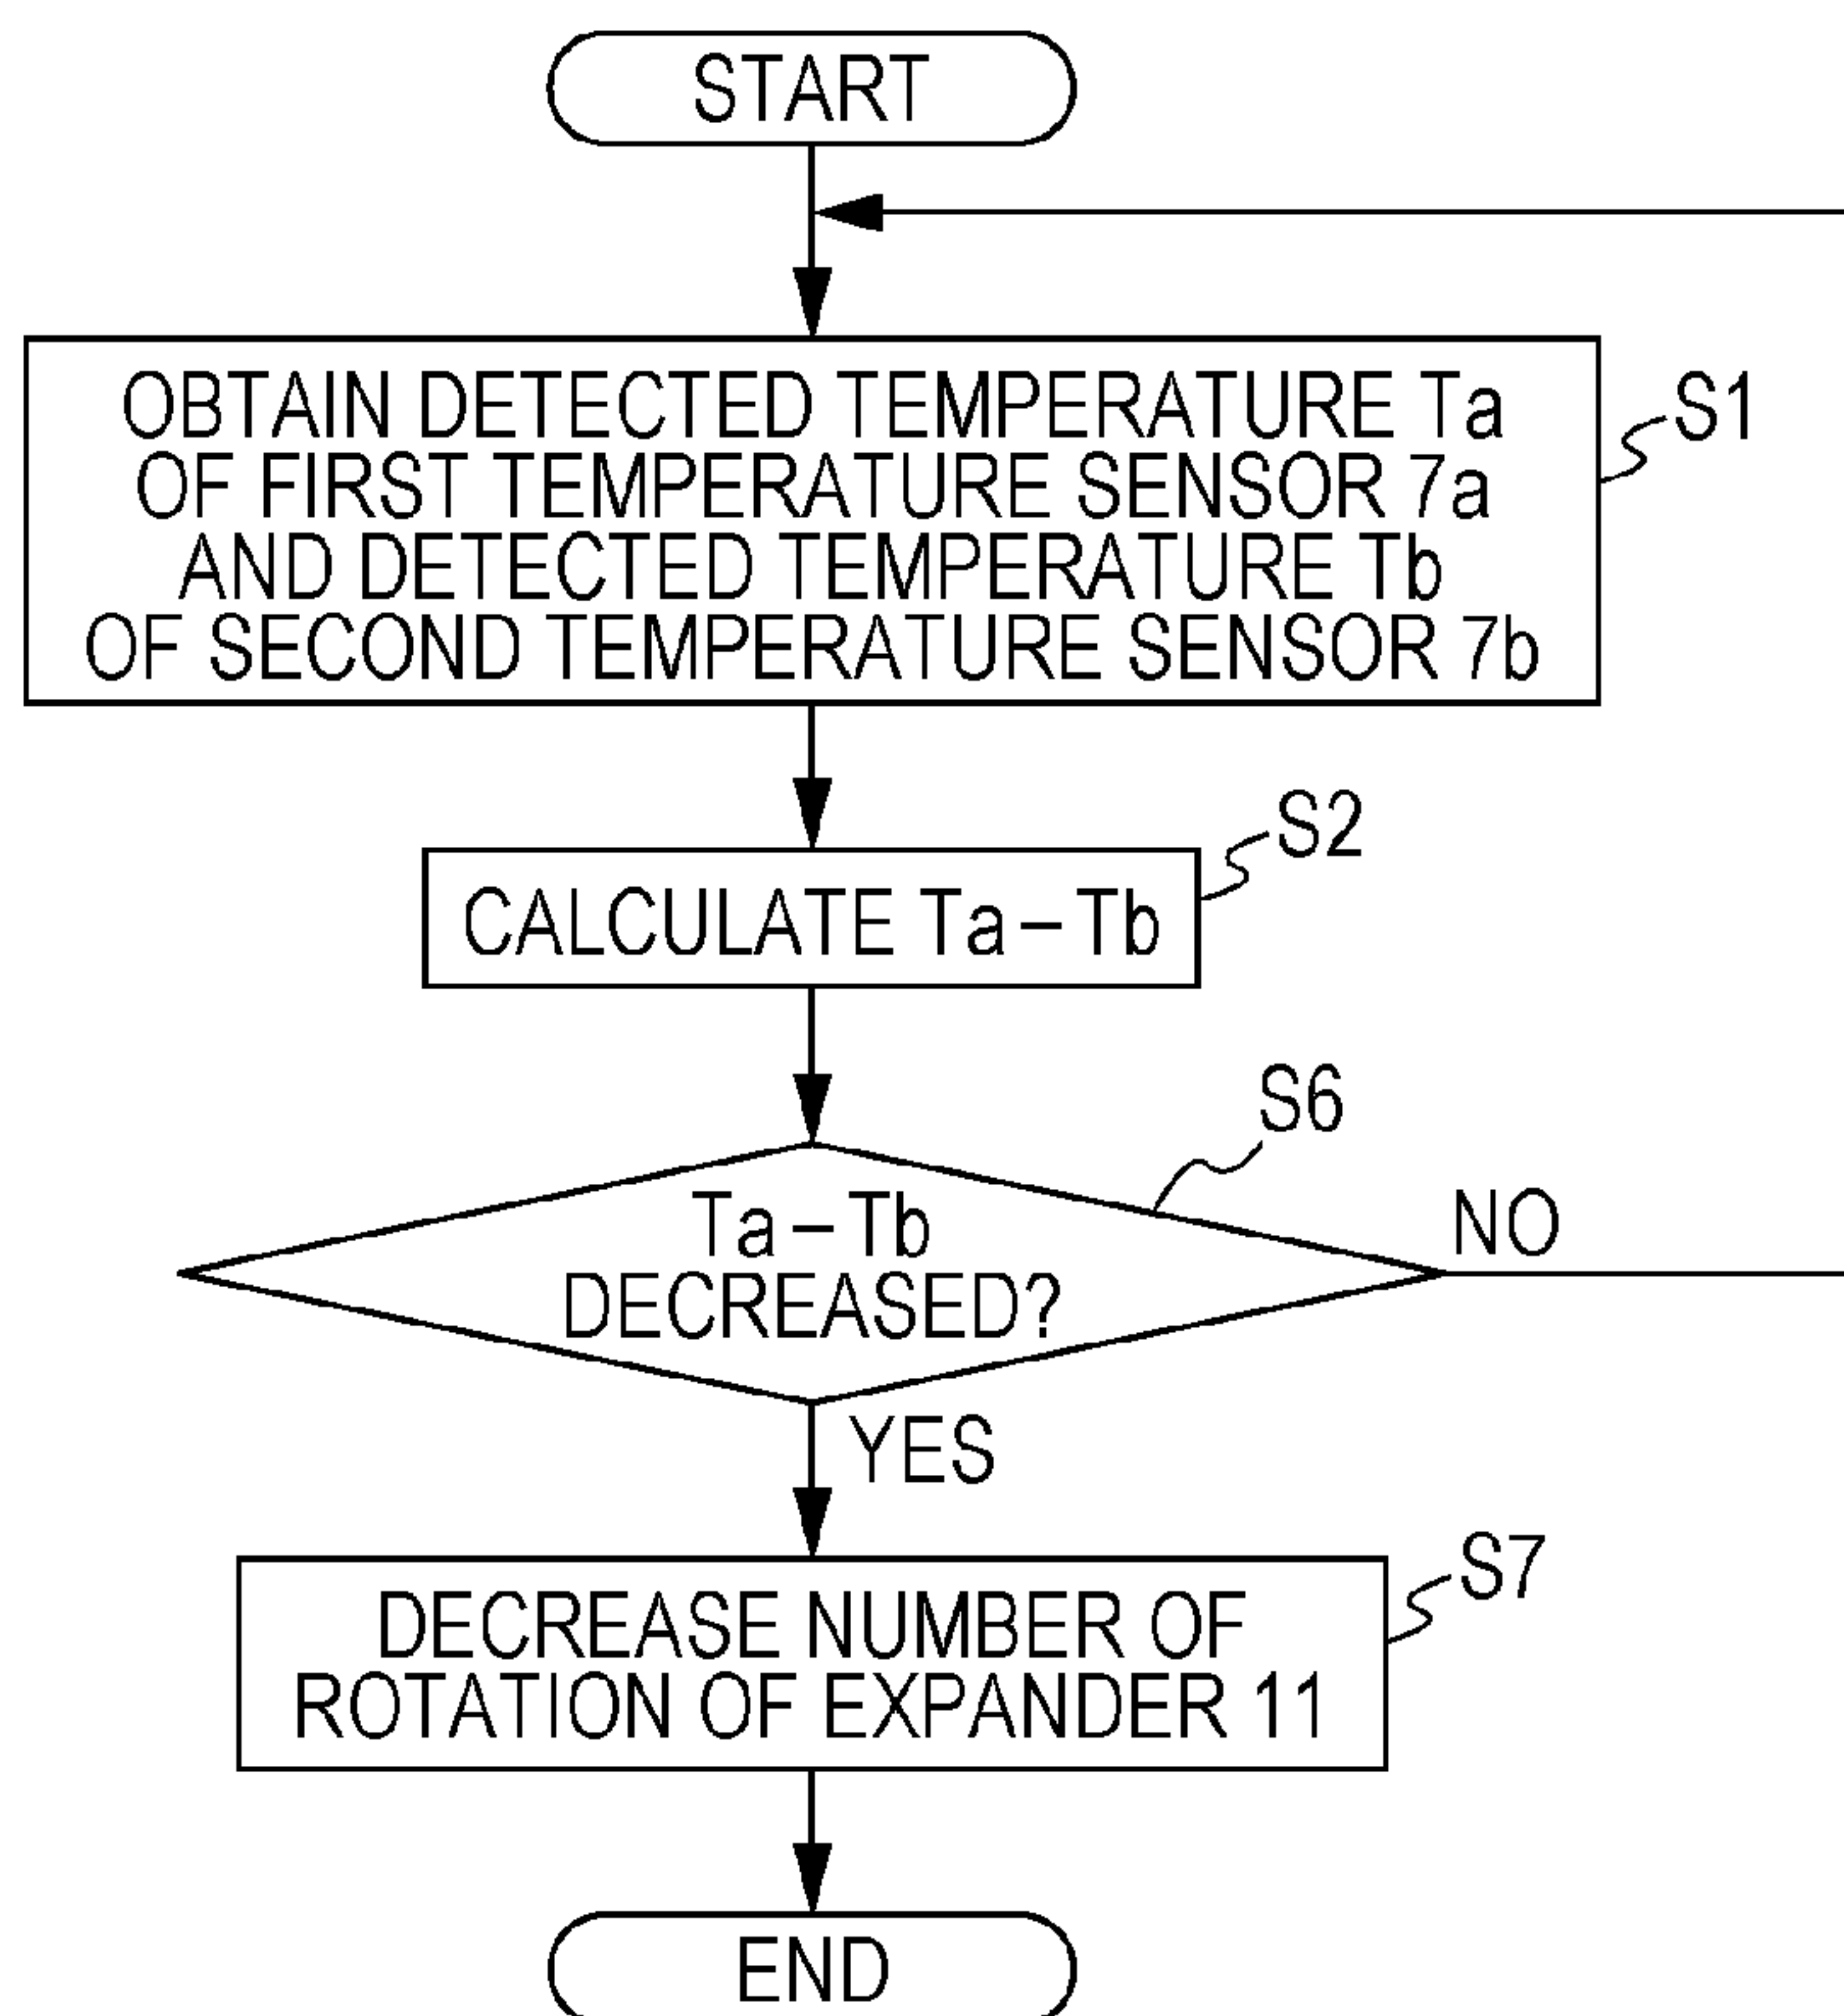 START
OBTAIN DETECTED TEMPERATURE Ta
OF FIRST TEMPERATURE SENSOR 7a
AND DETECTED TEMPERATURE Tb
OF SECOND TEMPERATURE SENSOR 7b
S1
CALCULATE Ta–Tb
S2
Ta–Tb
DECREASED?
S6
NO
YES
DECREASE NUMBER OF
ROTATION OF EXPANDER 11
S7
END